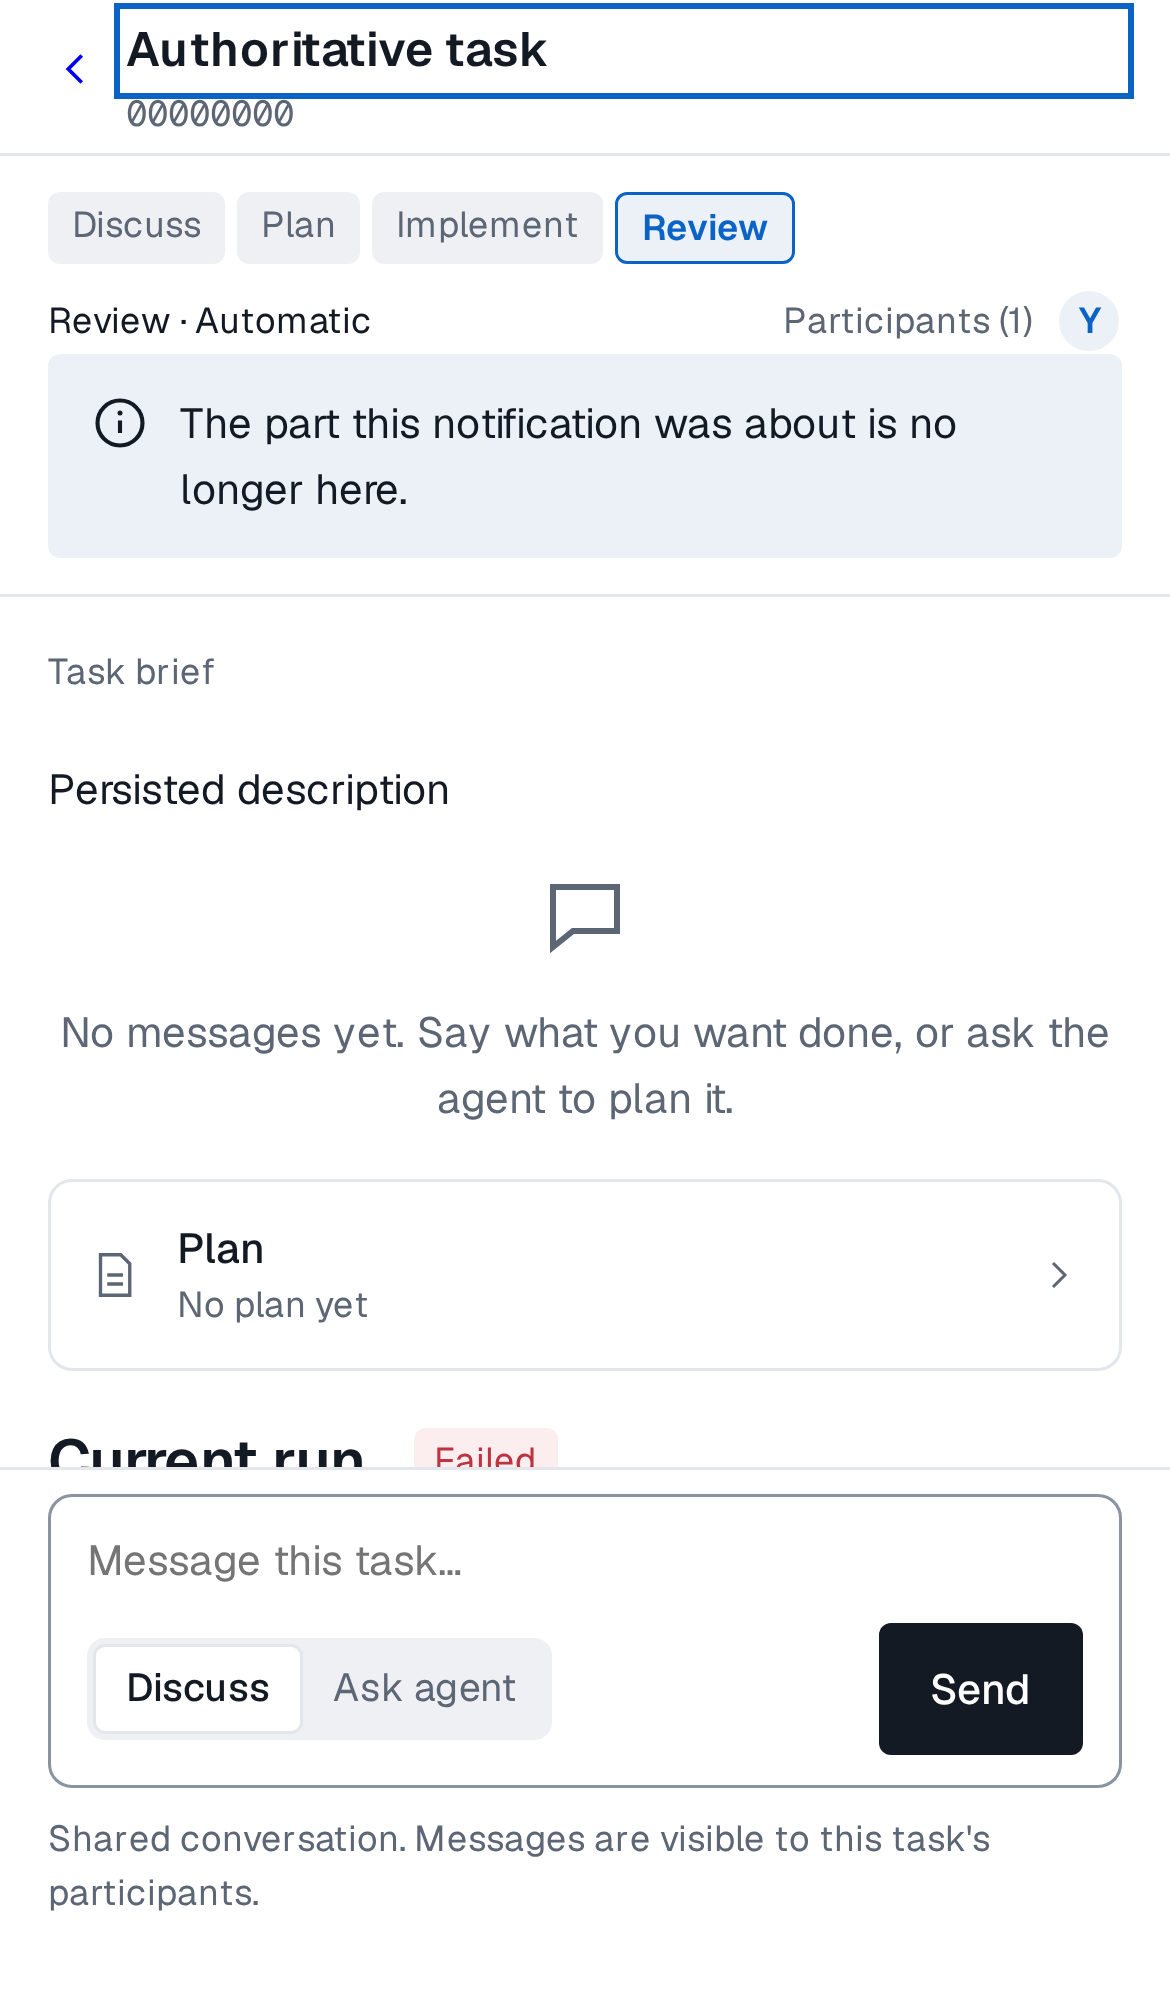 Authoritative task
00000000
Discuss
Plan
Implement
Review
Review · Automatic
Participants (1)
Y
The part this notification was about is no
longer here.
Task brief
Persisted description
No messages yet. Say what you want done, or ask the
agent to plan it.
Plan
No plan yet
Current run
Failed
Message this task...
Discuss
Ask agent
Send
Shared conversation. Messages are visible to this task's
participants.